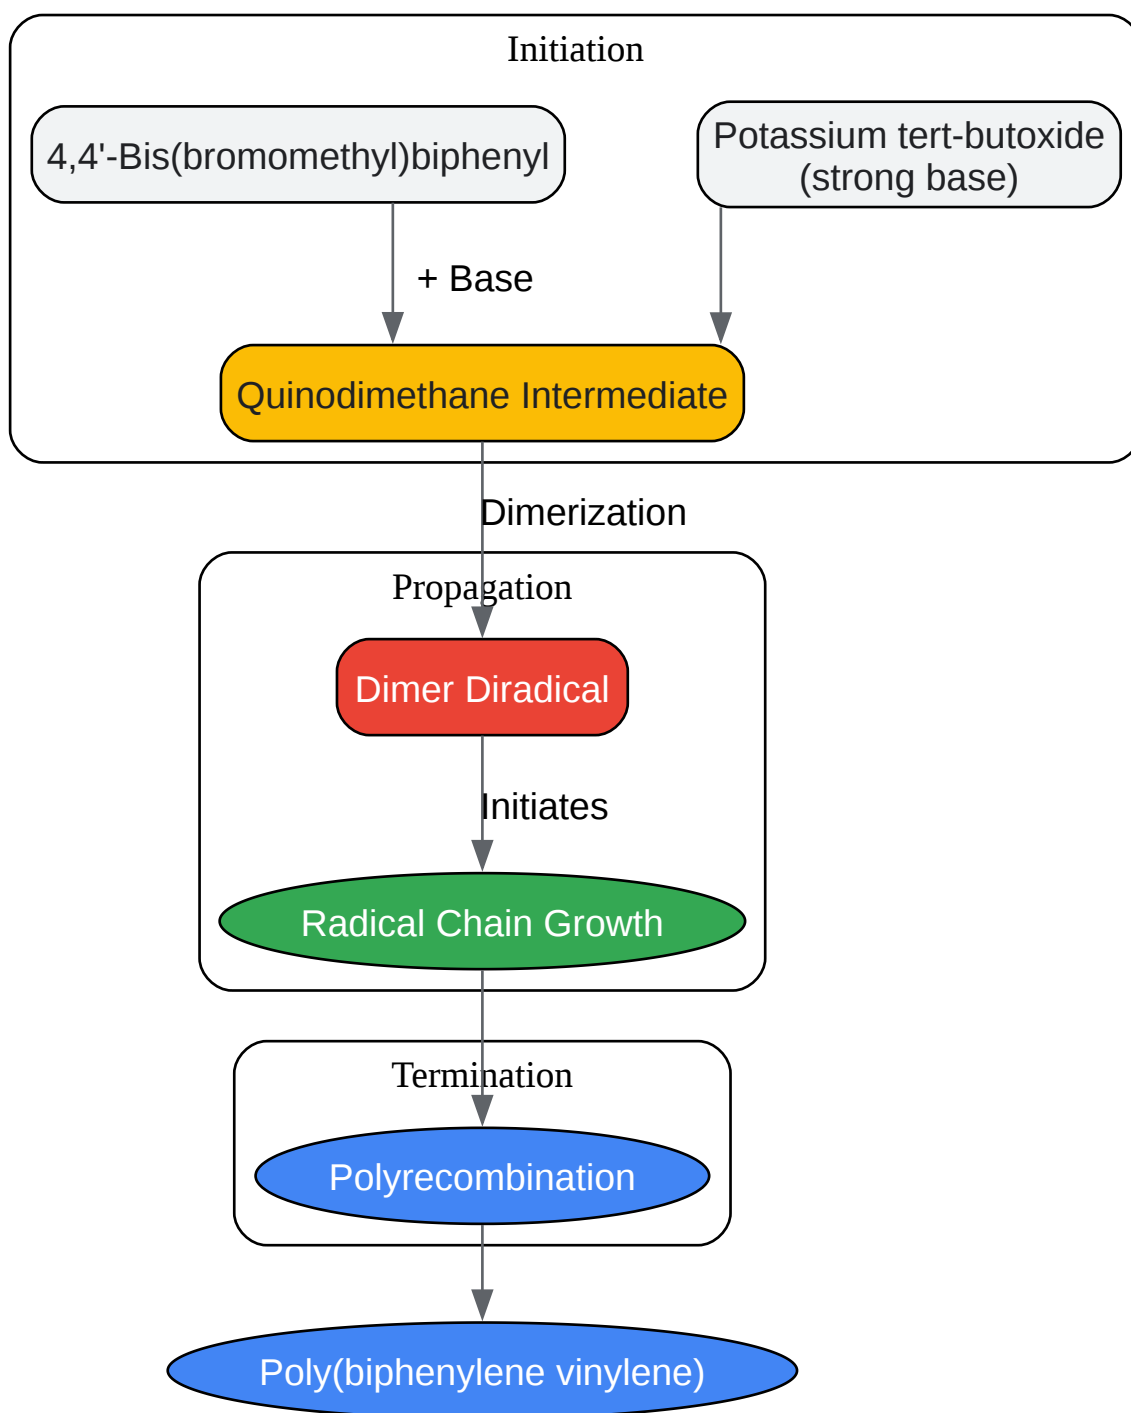 Initiation
4,4'-Bis(bromomethyl)biphenyl
Potassium tert-butoxide
(strong base)
+ Base
Quinodimethane Intermediate
Dimerization
Propagation
Dimer Diradical
Initiates
Radical Chain Growth
Termination
Polyrecombination
Poly(biphenylene vinylene)